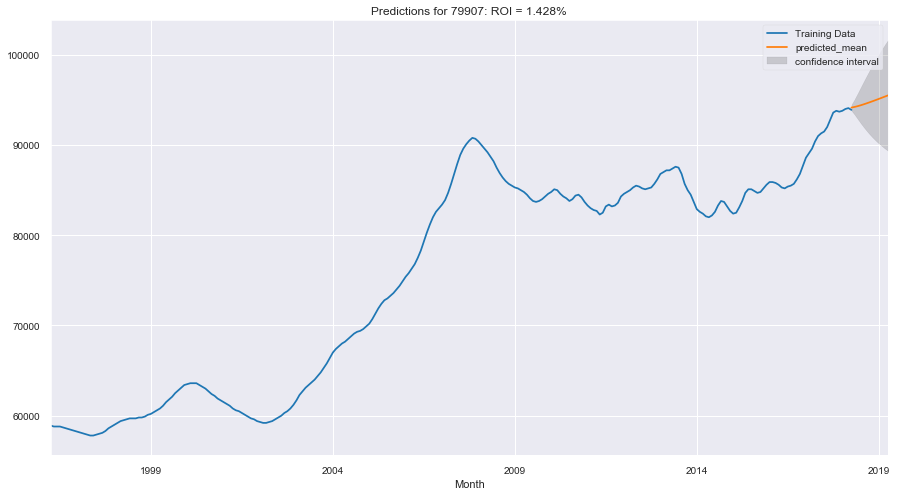 Predictions for 79907: ROI = 1.428%
Training Data
predicted_mean
confidence interval
100000
90000
80000
70000
60000
1999
2004
2009
2014
2019
Month